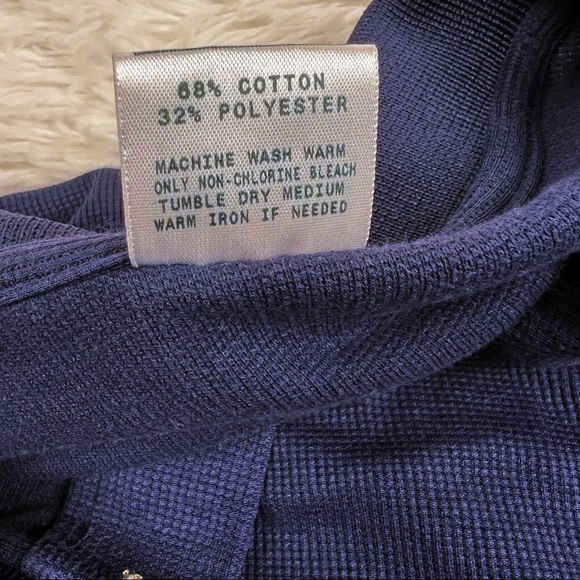 68% COTTON
32% POLYESTER
MACHINE WASH WARM
ONLY NON-CHLORINE BLEACH
TUMBLE DRY MEDIUM
WARM IRON IF NEEDED